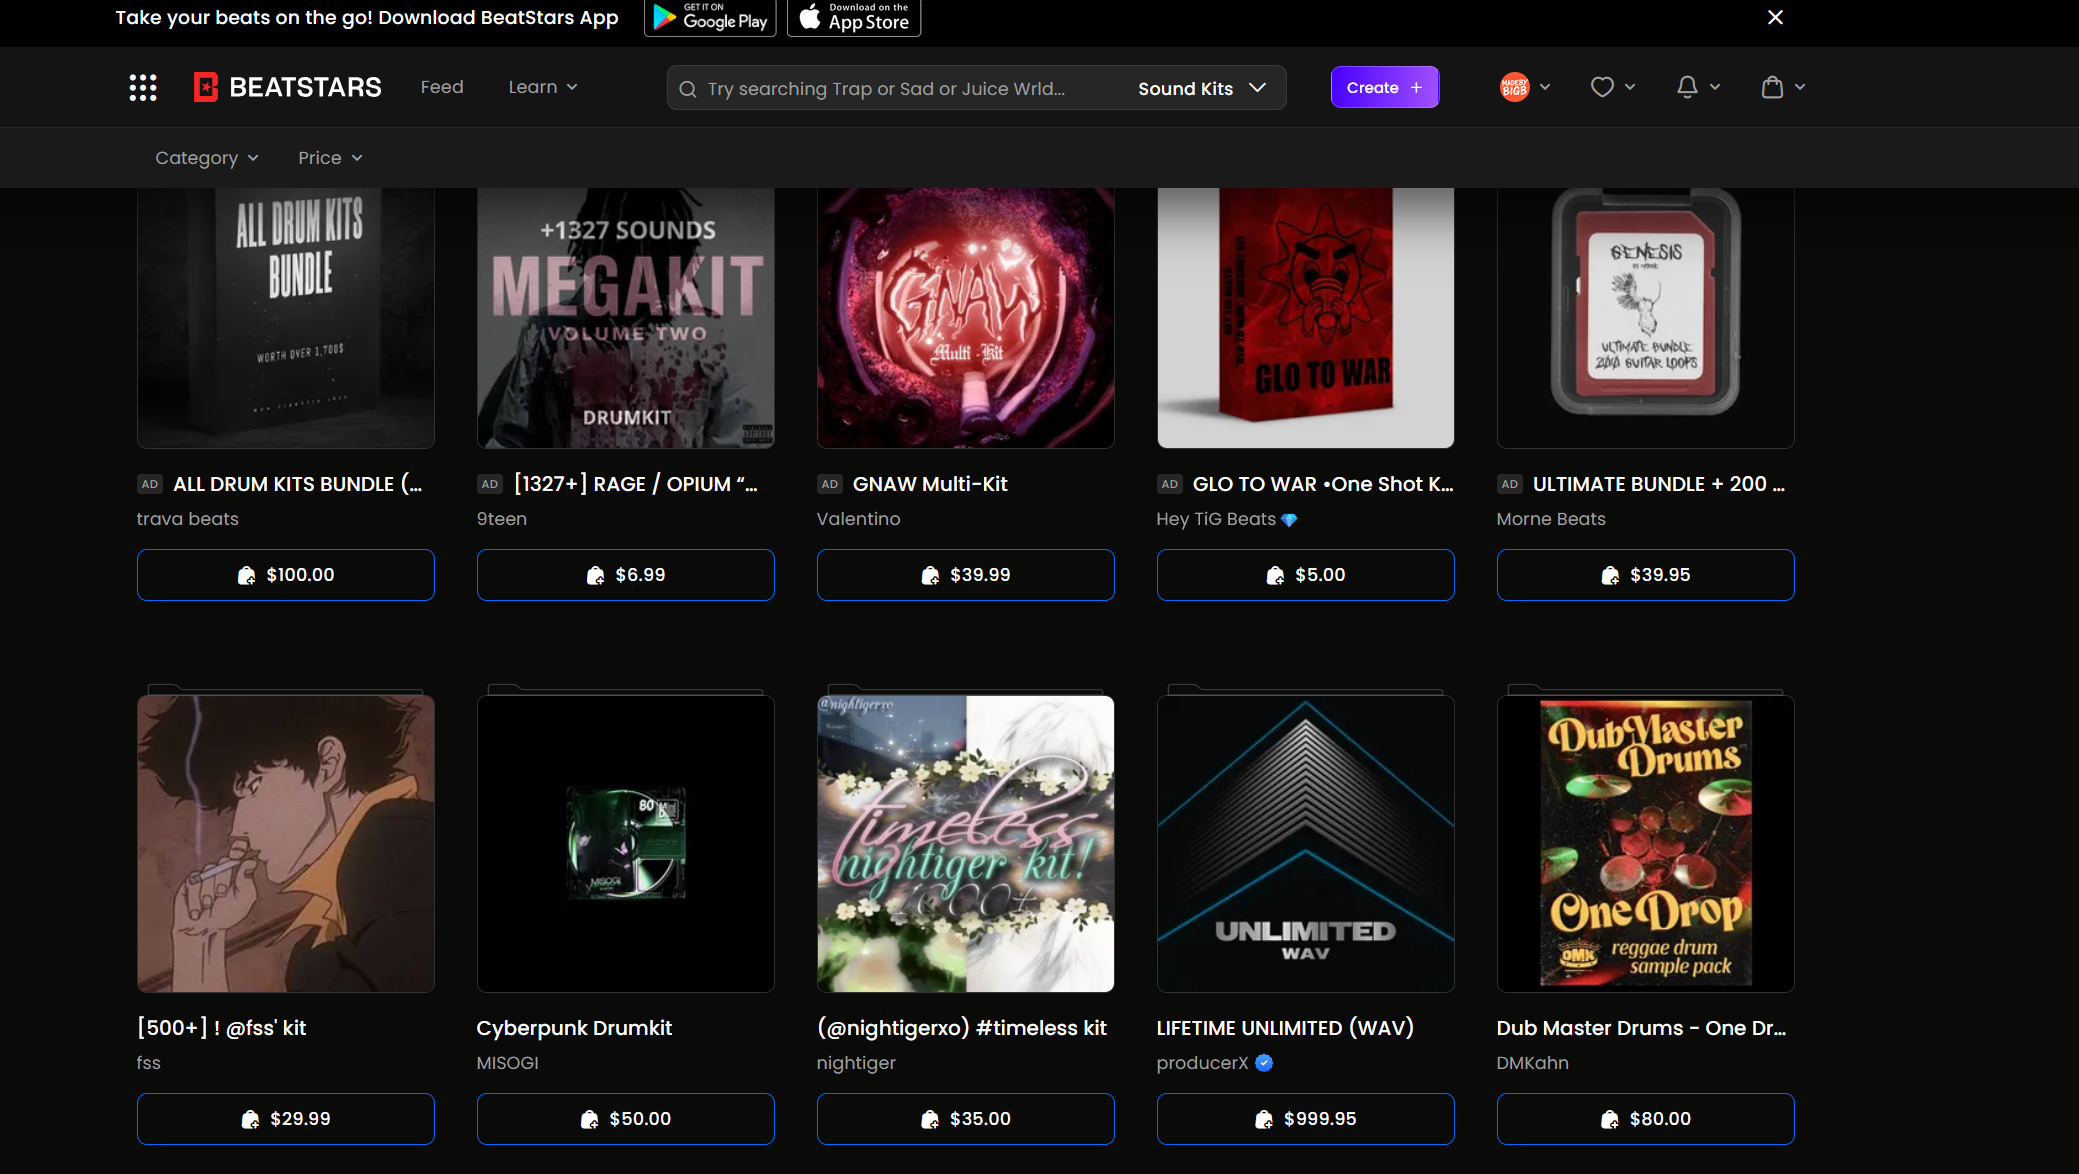 Take your beats on the go! Download BeatStars App
GET IT ON
Google Play
Download on the
App Store
BEATSTARS
Feed
Learn
Try searching Trap or Sad or Juice Wrld...
Sound Kits
Create +
MADEBY
BIGB
Category
Price
ALL DRUM KITS
BUNDLE
WORTH OVER 1,700$
+1327 SOUNDS
MEGAKIT
VOLUME TWO
DRUMKIT
GNAW
Multi-Kit
GLO TO WAR
GENESIS
ULTIMATE BUNDLE
200 GUITAR LOOPS
AD ALL DRUM KITS BUNDLE (...
AD [1327+] RAGE / OPIUM “...
AD GNAW Multi-Kit
AD GLO TO WAR •One Shot K...
AD ULTIMATE BUNDLE + 200 ...
trava beats
9teen
Valentino
Hey TiG Beats
Morne Beats
$100.00
$6.99
$39.99
$5.00
$39.95
80
MISOGI
@nightigerxo
timeless
nightiger kit!
1000+
UNLIMITED
WAV
DubMaster
Drums
One Drop
DMK
reggae drum
sample pack
[500+] ! @fss' kit
Cyberpunk Drumkit
(@nightigerxo) #timeless kit
LIFETIME UNLIMITED (WAV)
Dub Master Drums - One Dr...
fss
MISOGI
nightiger
producerX
DMKahn
$29.99
$50.00
$35.00
$999.95
$80.00